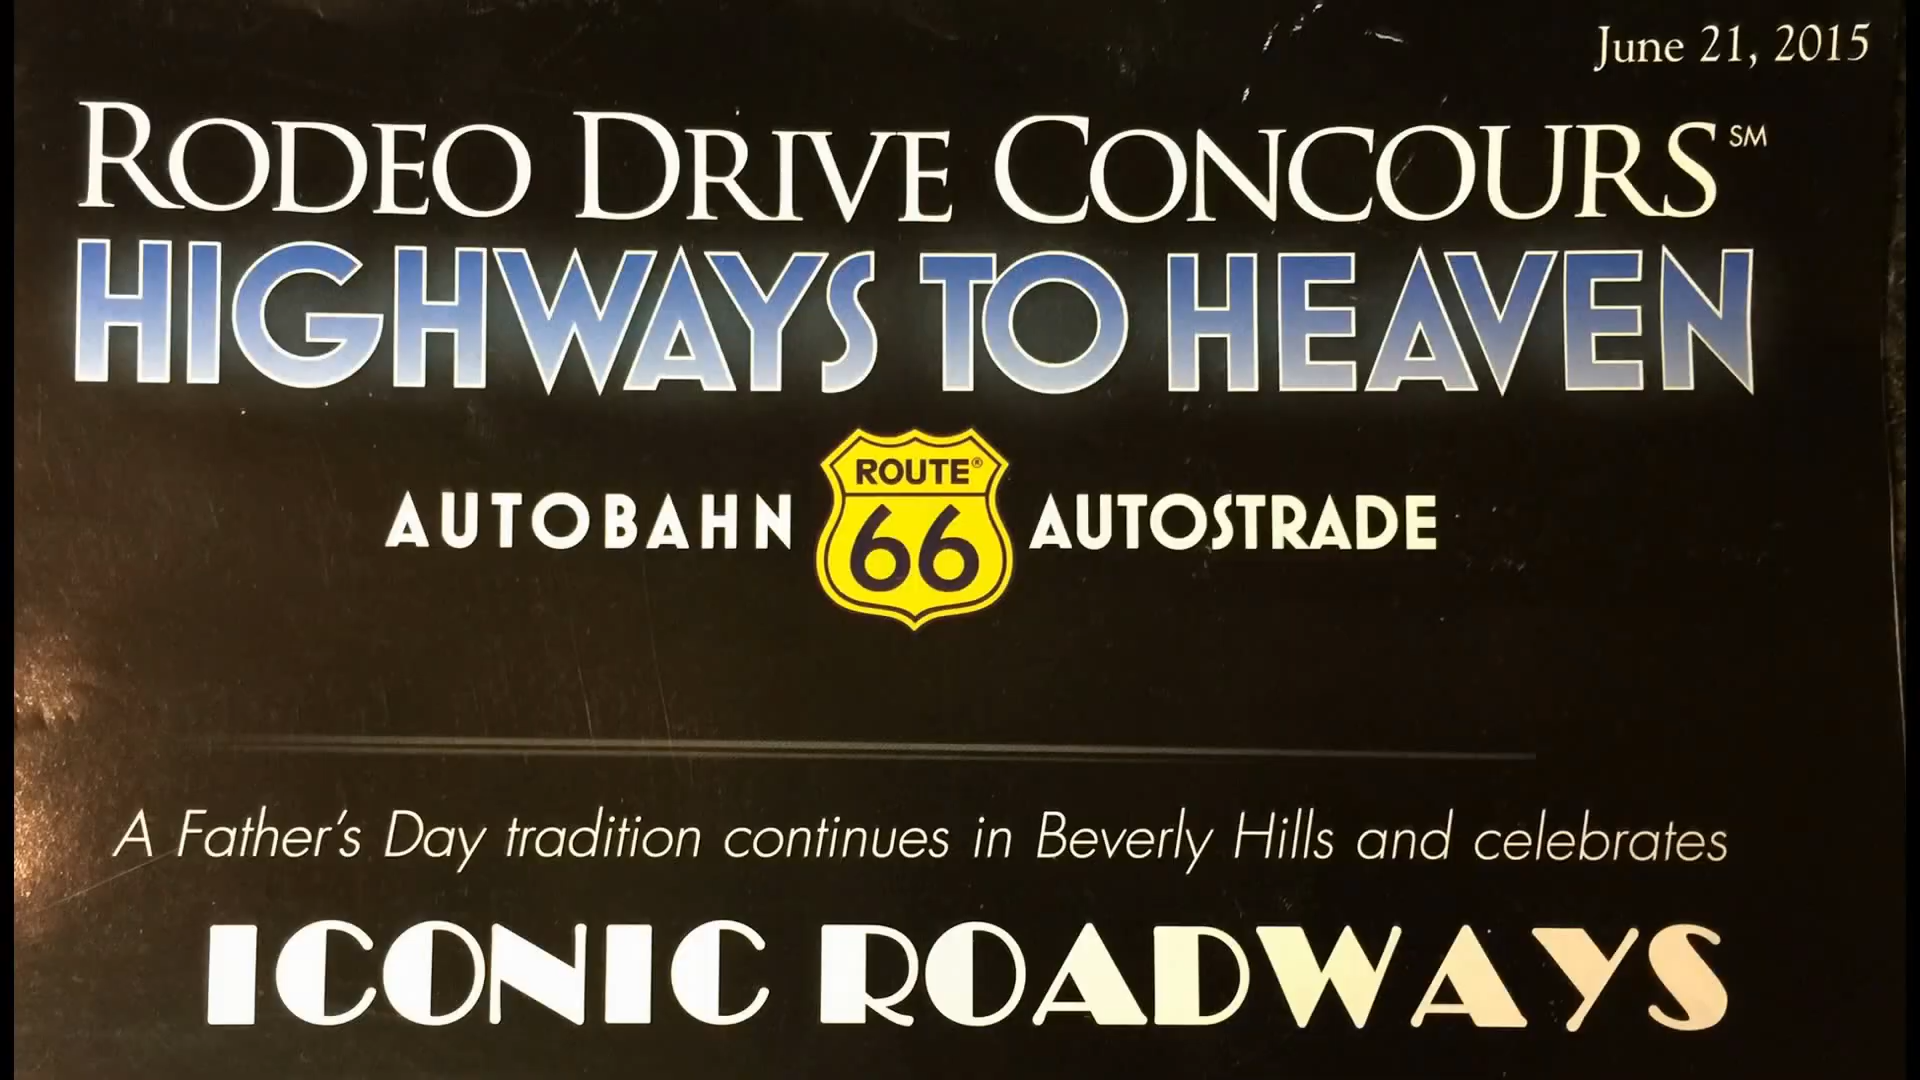 June 21, 2015
RODEO DRIVE CONCOURS SM
HIGHWAYS TO HEAVEN
AUTOBAHN ROUTE® 66 AUTOSTRADE
A Father's Day tradition continues in Beverly Hills and celebrates
ICONIC ROADWAYS